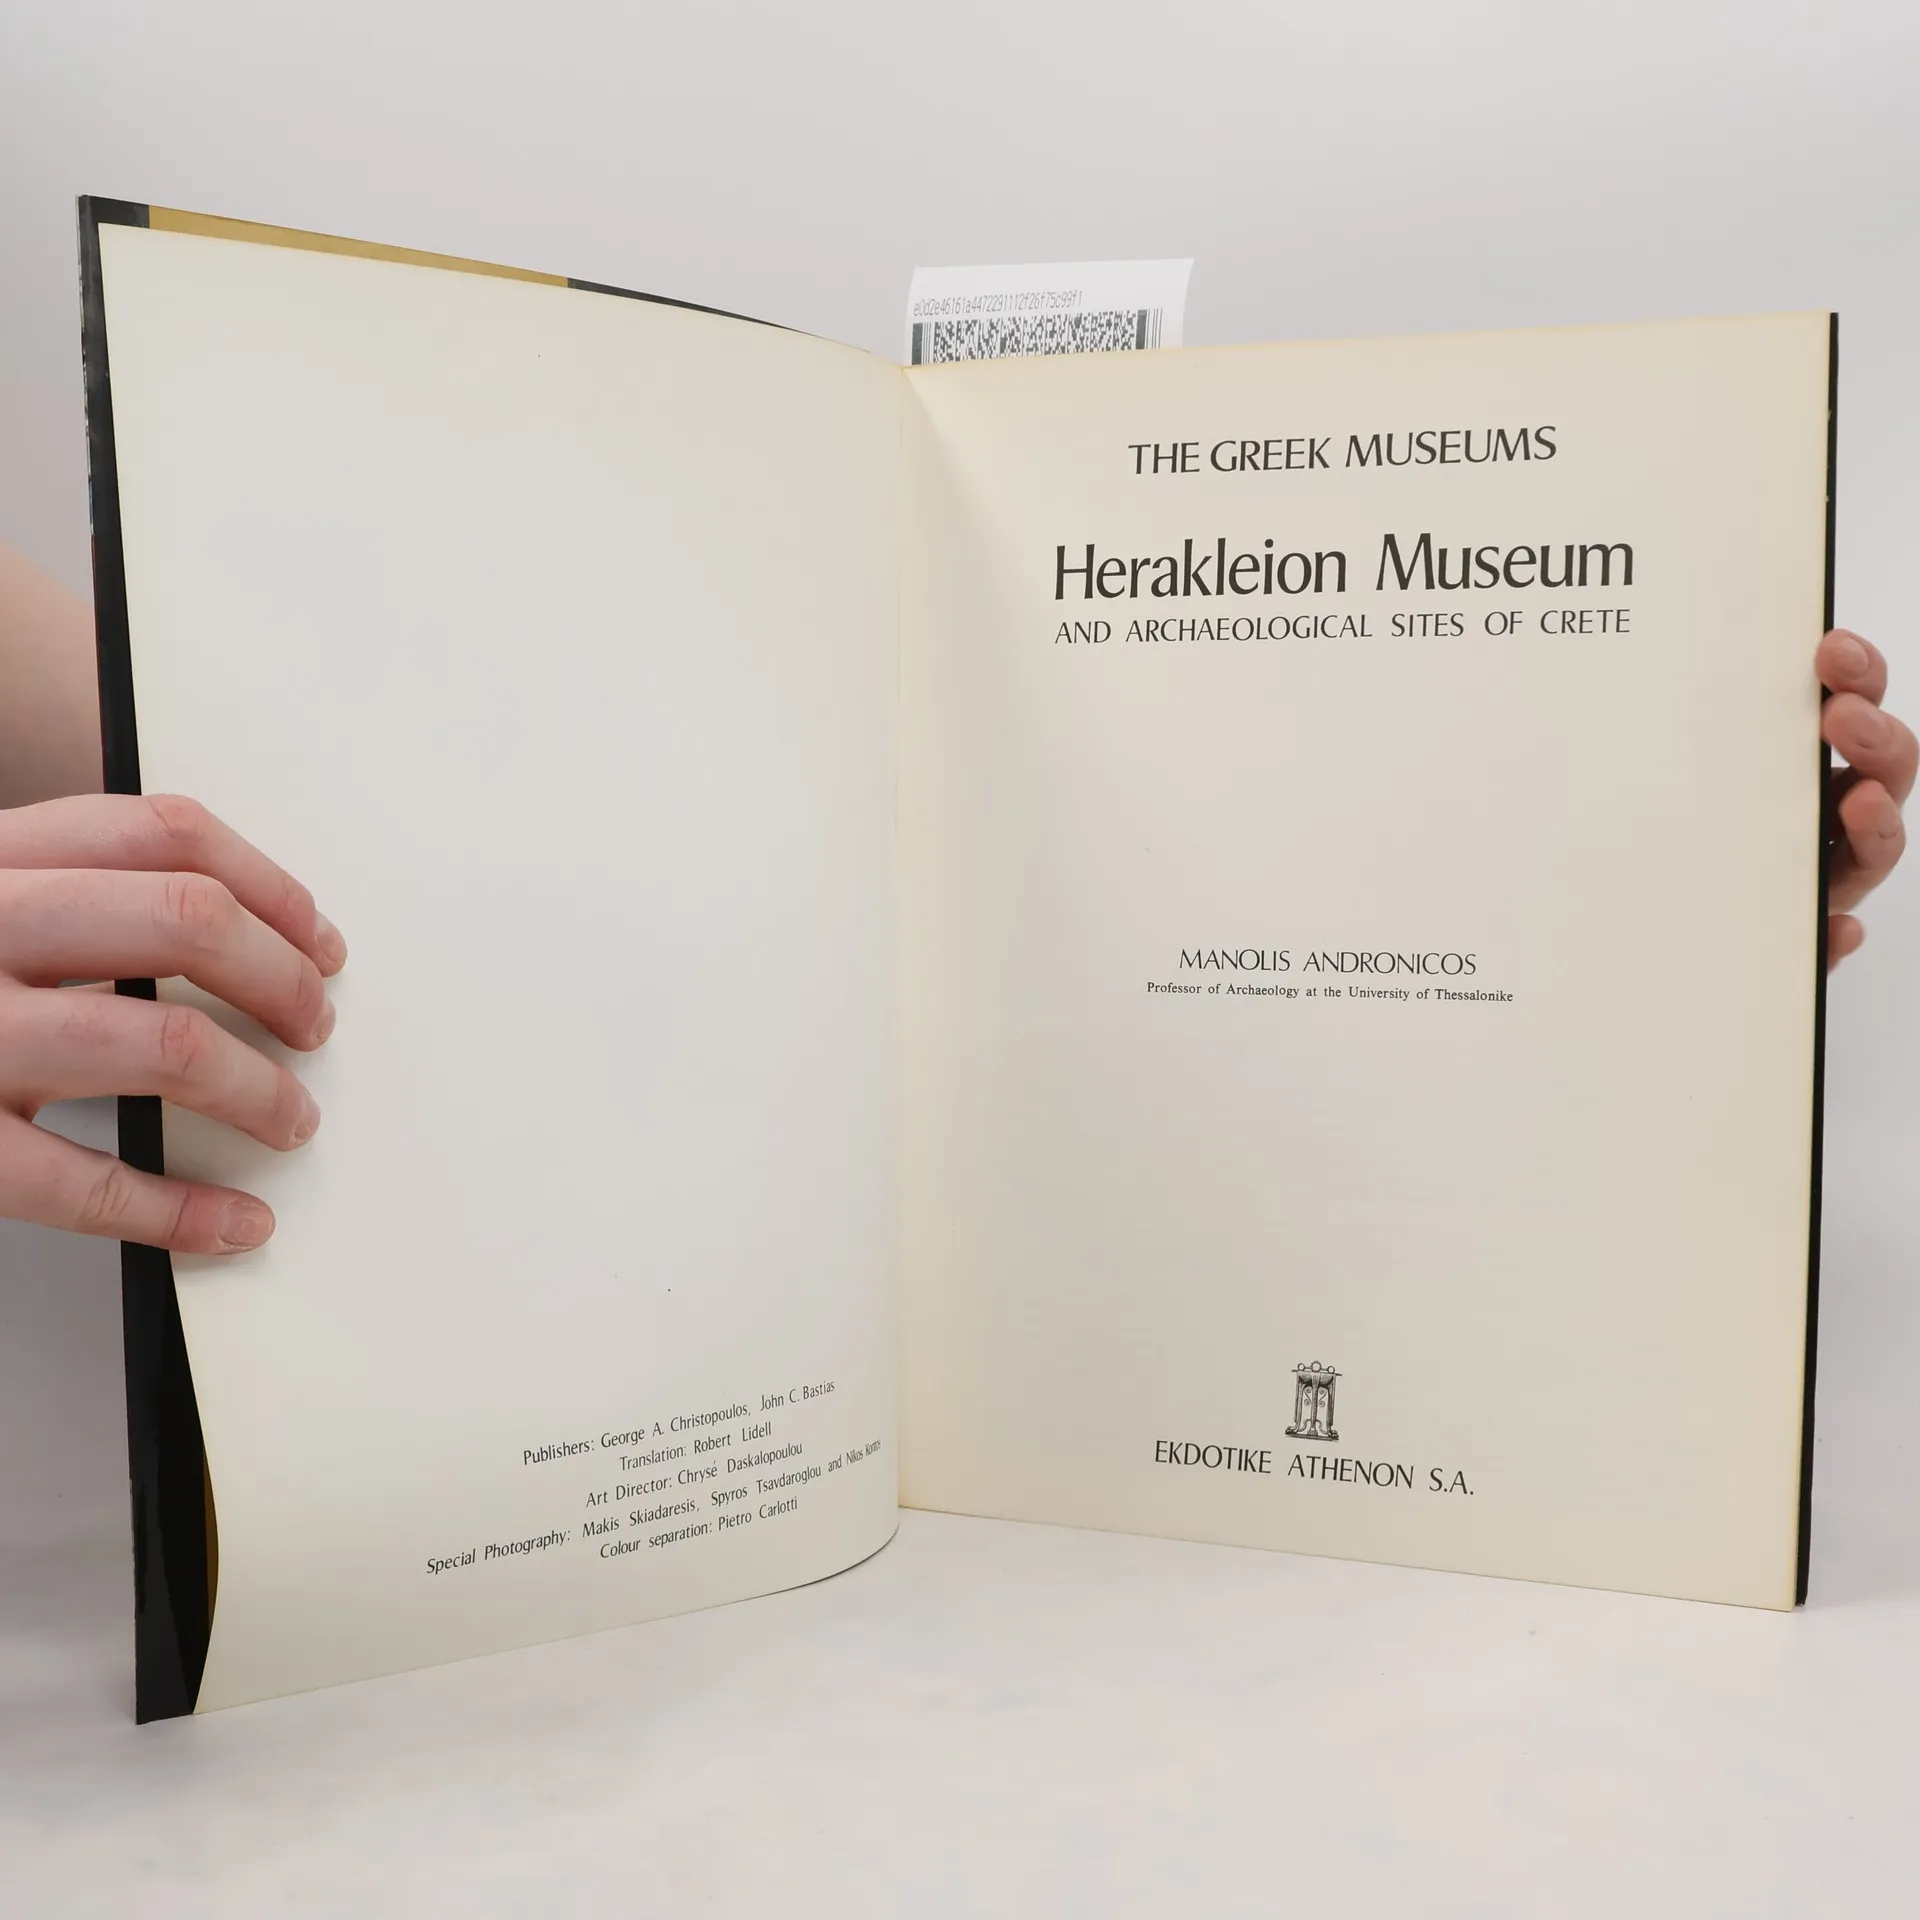 e0d2e46161a4472291112f26f75c99f1
Publishers: George A. Christopoulos, John C. Bastias
Translation: Robert Lidell
Art Director: Chrysé Daskalopoulou
Special Photography: Makis Skiadaresis, Spyros Tsavdaroglou and Nikos Kontos
Colour separation: Pietro Carlotti
THE GREEK MUSEUMS
Herakleion Museum
AND ARCHAEOLOGICAL SITES OF CRETE
MANOLIS ANDRONICOS
Professor of Archaeology at the University of Thessalonike
EKDOTIKE ATHENON S.A.